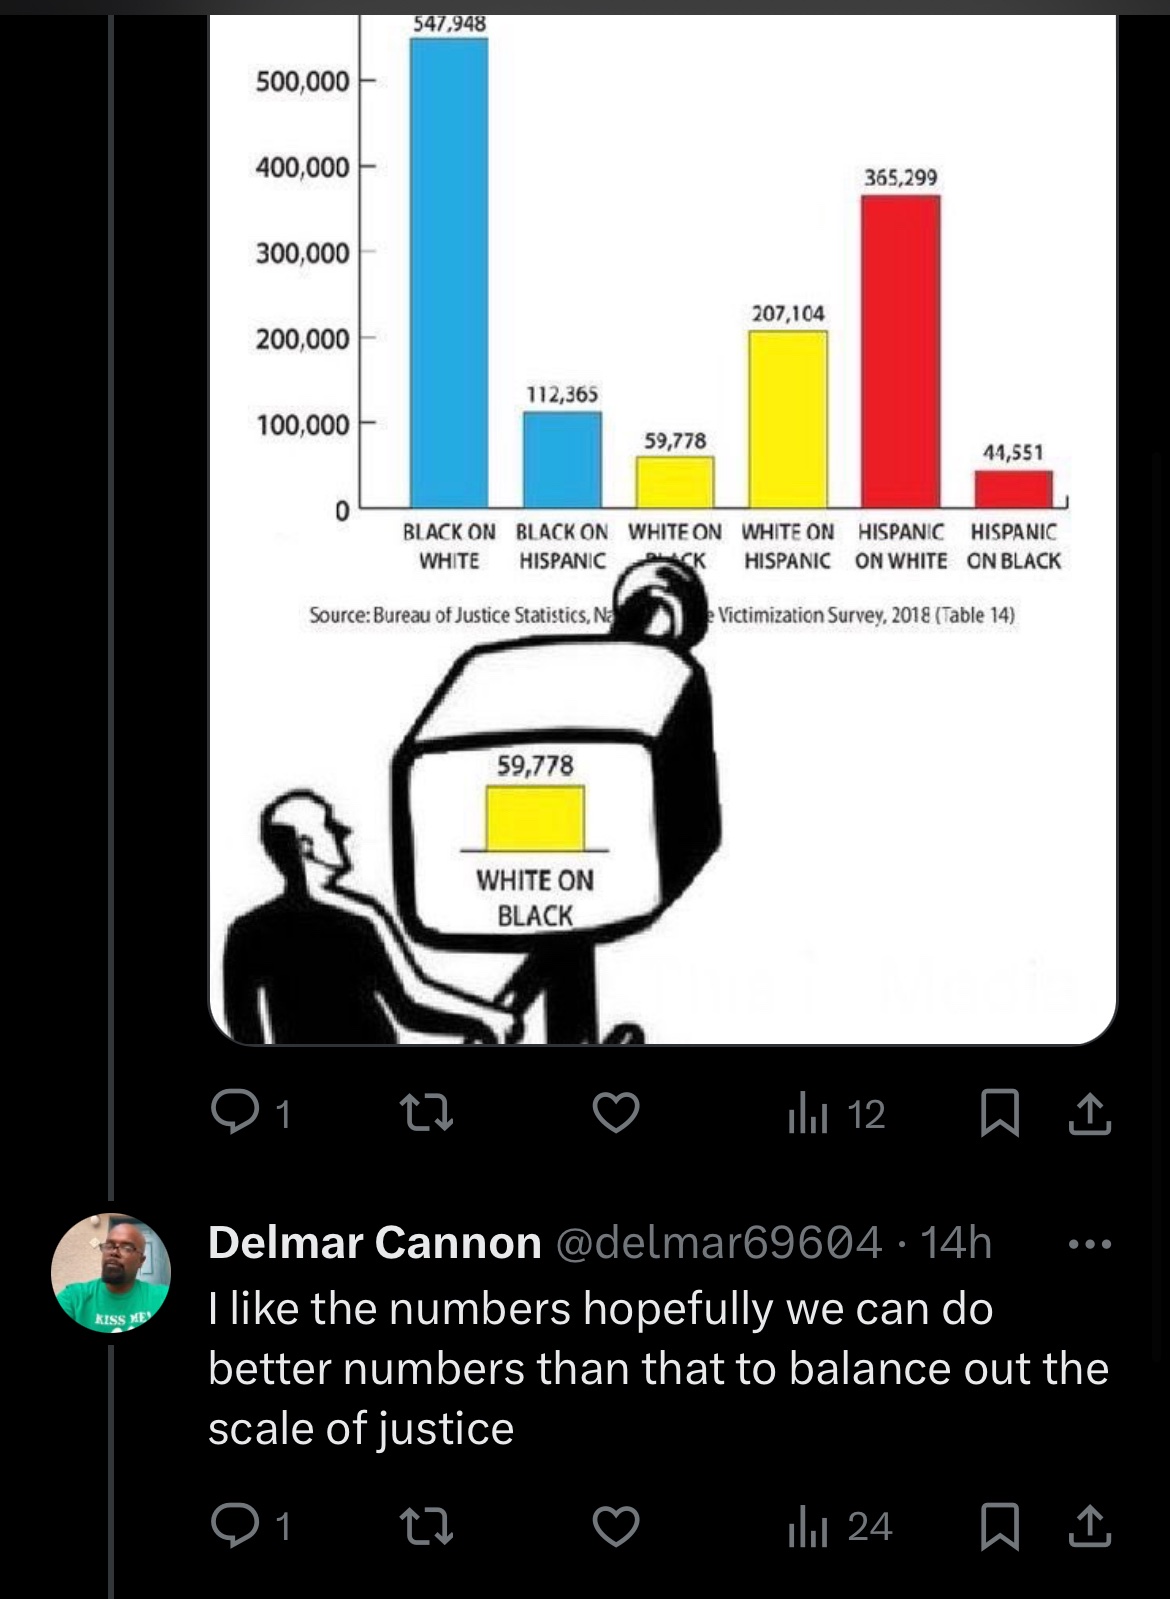 547,948
500,000
400,000
365,299
300,000
207,104
200,000
112,365
100,000
59,778
44,551
0
BLACK ON WHITE ON WHITE ON HISPANIC HISPANIC
BLACK ON
WHITE HISPANIC HISPANIC ON WHITE ON BLACK
Source: Bureau of Justice Statistics, Victimization Survey, 2018 (Table 14)
59,778
WHITE ON
BLACK
1 12
Delmar Cannon @delmar69604 · 14h
KISS ME!
I like the numbers hopefully we can do
better numbers than that to balance out the
scale of justice
1 24